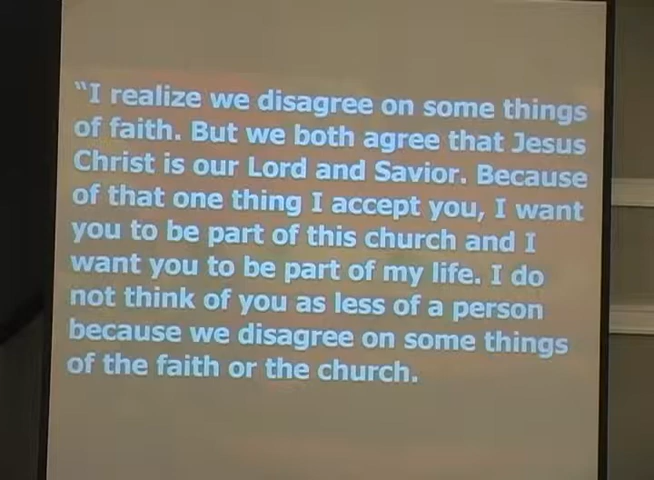 “I realize we disagree on some things
of faith. But we both agree that Jesus
Christ is our Lord and Savior. Because
of that one thing I accept you, I want
you to be part of this church and I
want you to be part of my life. I do
not think of you as less of a person
because we disagree on some things
of the faith or the church.